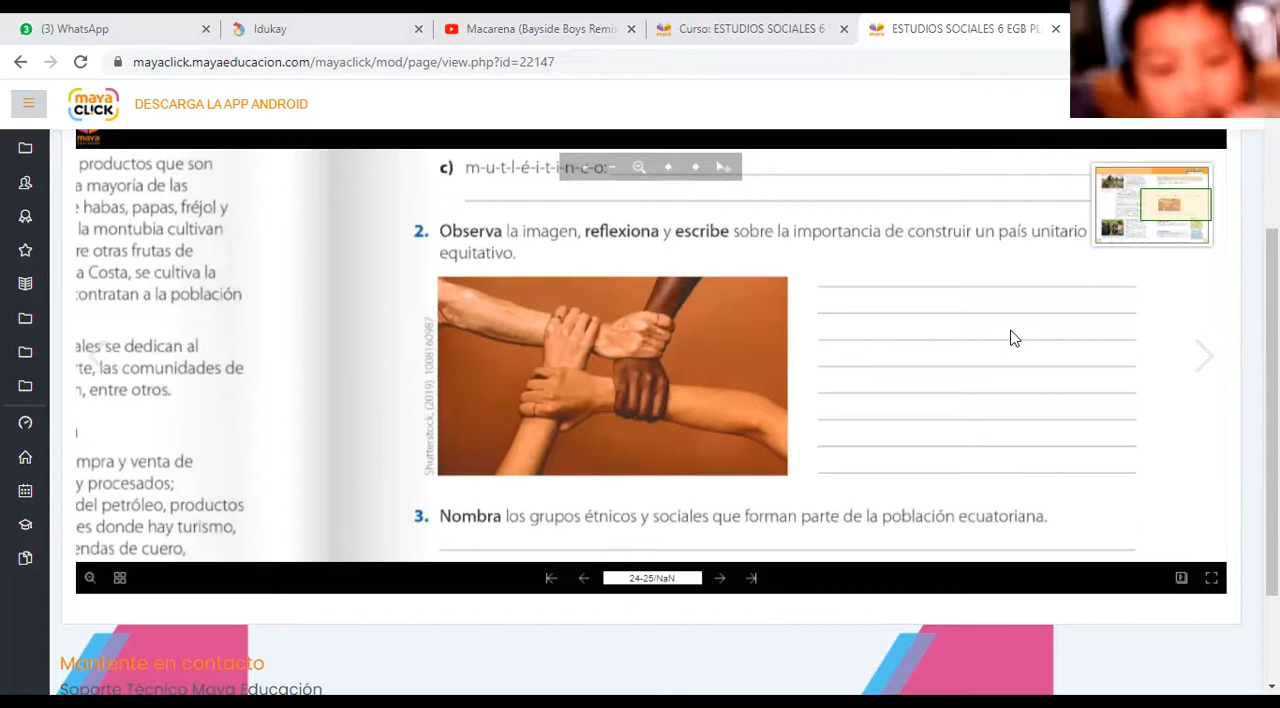 (3) WhatsApp
Idukay
Macarena (Bayside Boys Remix
Curso: ESTUDIOS SOCIALES 6
ESTUDIOS SOCIALES 6 EGB PL
mayaclick.mayaeducacion.com/mayaclick/mod/page/view.php?id=22147
maya CLICK
DESCARGA LA APP ANDROID
productos que son
a mayoría de las
habas, papas, fréjol y
la montubia cultivan
re otras frutas de
a Costa, se cultiva la
contratan a la población
ales se dedican al
rte, las comunidades de
n, entre otros.
mpra y venta de
y procesados;
del petróleo, productos
es donde hay turismo,
endas de cuero,
c) m-u-t-l-é-i-t-i-n-c-o:
2. Observa la imagen, reflexiona y escribe sobre la importancia de construir un país unitario
equitativo.
Shutterstock, (2019), 1008160987
3. Nombra los grupos étnicos y sociales que forman parte de la población ecuatoriana.
24-25/NaN
Mantente en contacto
Soporte Técnico Maya Educación